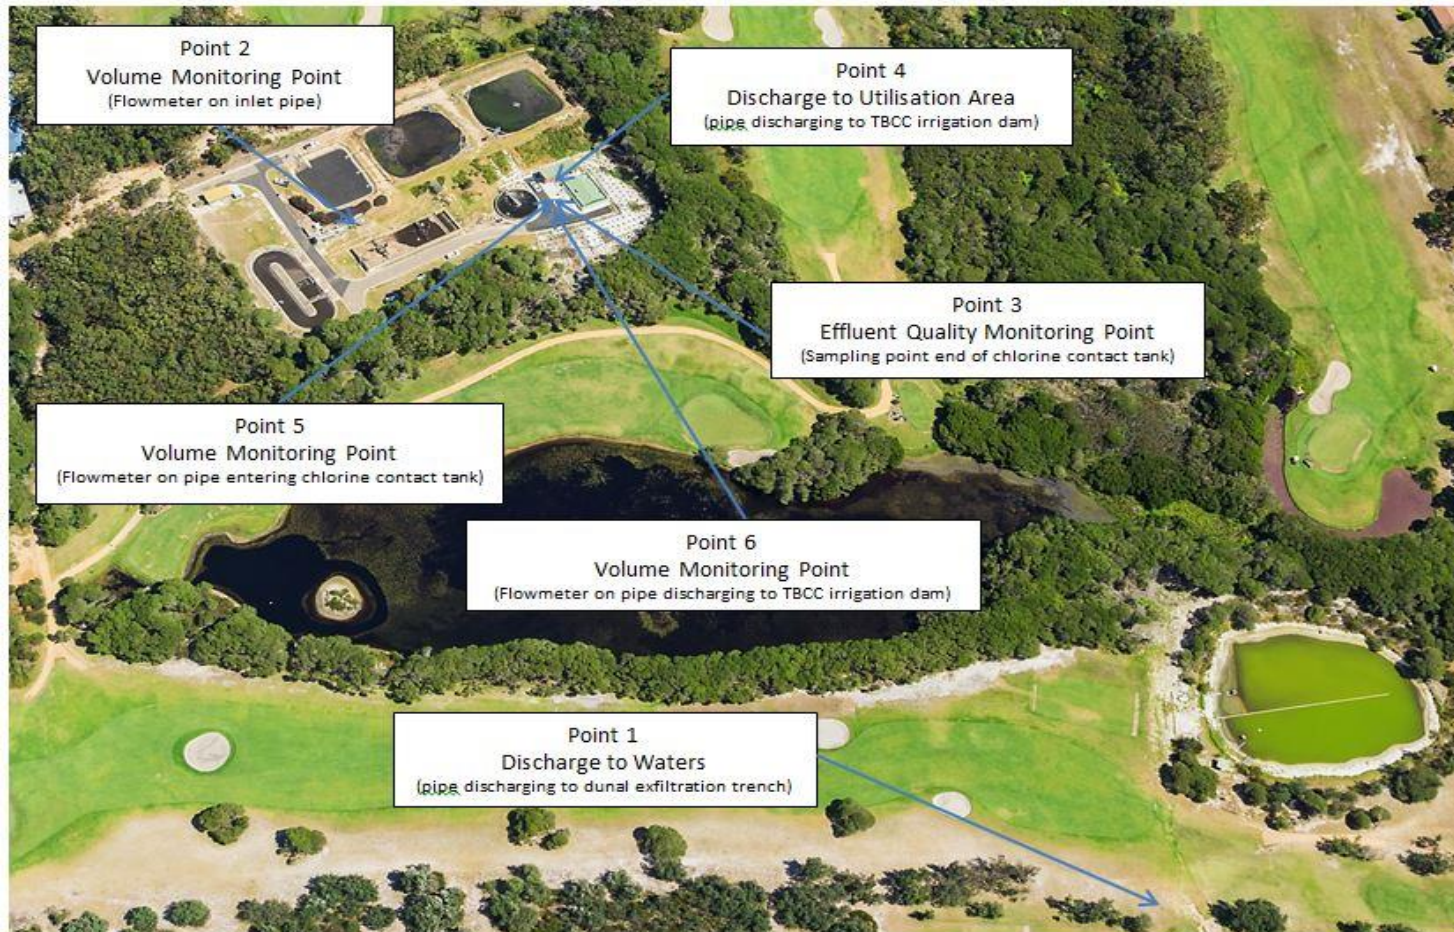 Point 2
Volume Monitoring Point
(Flowmeter on inlet pipe)
Point 4
Discharge to Utilisation Area
(pipe discharging to TBCC irrigation dam)
Point 3
Effluent Quality Monitoring Point
(Sampling point end of chlorine contact tank)
Point 5
Volume Monitoring Point
(Flowmeter on pipe entering chlorine contact tank)
Point 6
Volume Monitoring Point
(Flowmeter on pipe discharging to TBCC irrigation dam)
Point 1
Discharge to Waters
(pipe discharging to dunal exfiltration trench)